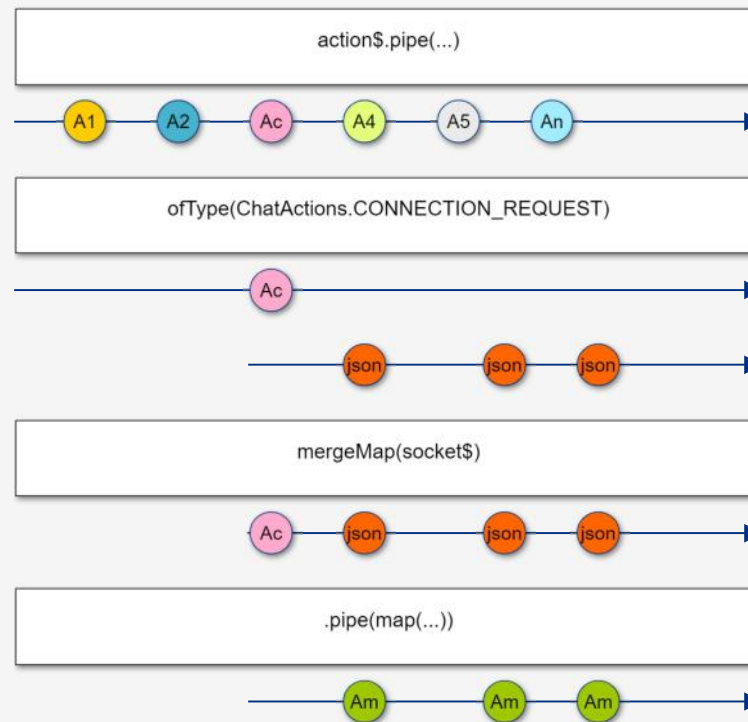 action$.pipe(...)
A1 A2 Ac A4 A5 An
ofType(ChatActions.CONNECTION_REQUEST)
Ac
json json json
mergeMap(socket$)
Ac json json json
.pipe(map(...))
Am Am Am